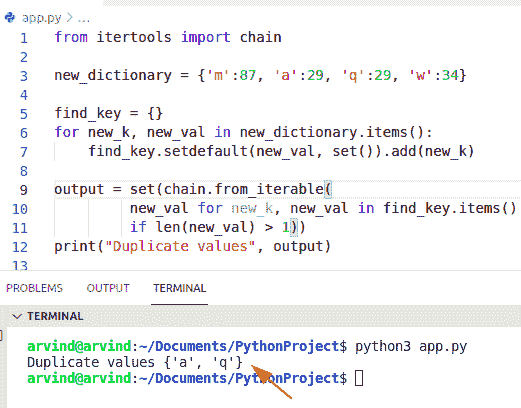 app.py > ...
1 from itertools import chain
2
3 new_dictionary = {'m':87, 'a':29, 'q':29, 'w':34}
4
5 find_key = {}
6 for new_k, new_val in new_dictionary.items():
7     find_key.setdefault(new_val, set()).add(new_k)
8
9 output = set(chain.from_iterable(
10         new_val for new_k, new_val in find_key.items()
11         if len(new_val) > 1))
12 print("Duplicate values", output)
13
PROBLEMS OUTPUT TERMINAL
TERMINAL
arvind@arvind:~/Documents/PythonProject$ python3 app.py
Duplicate values {'a', 'q'}
arvind@arvind:~/Documents/PythonProject$